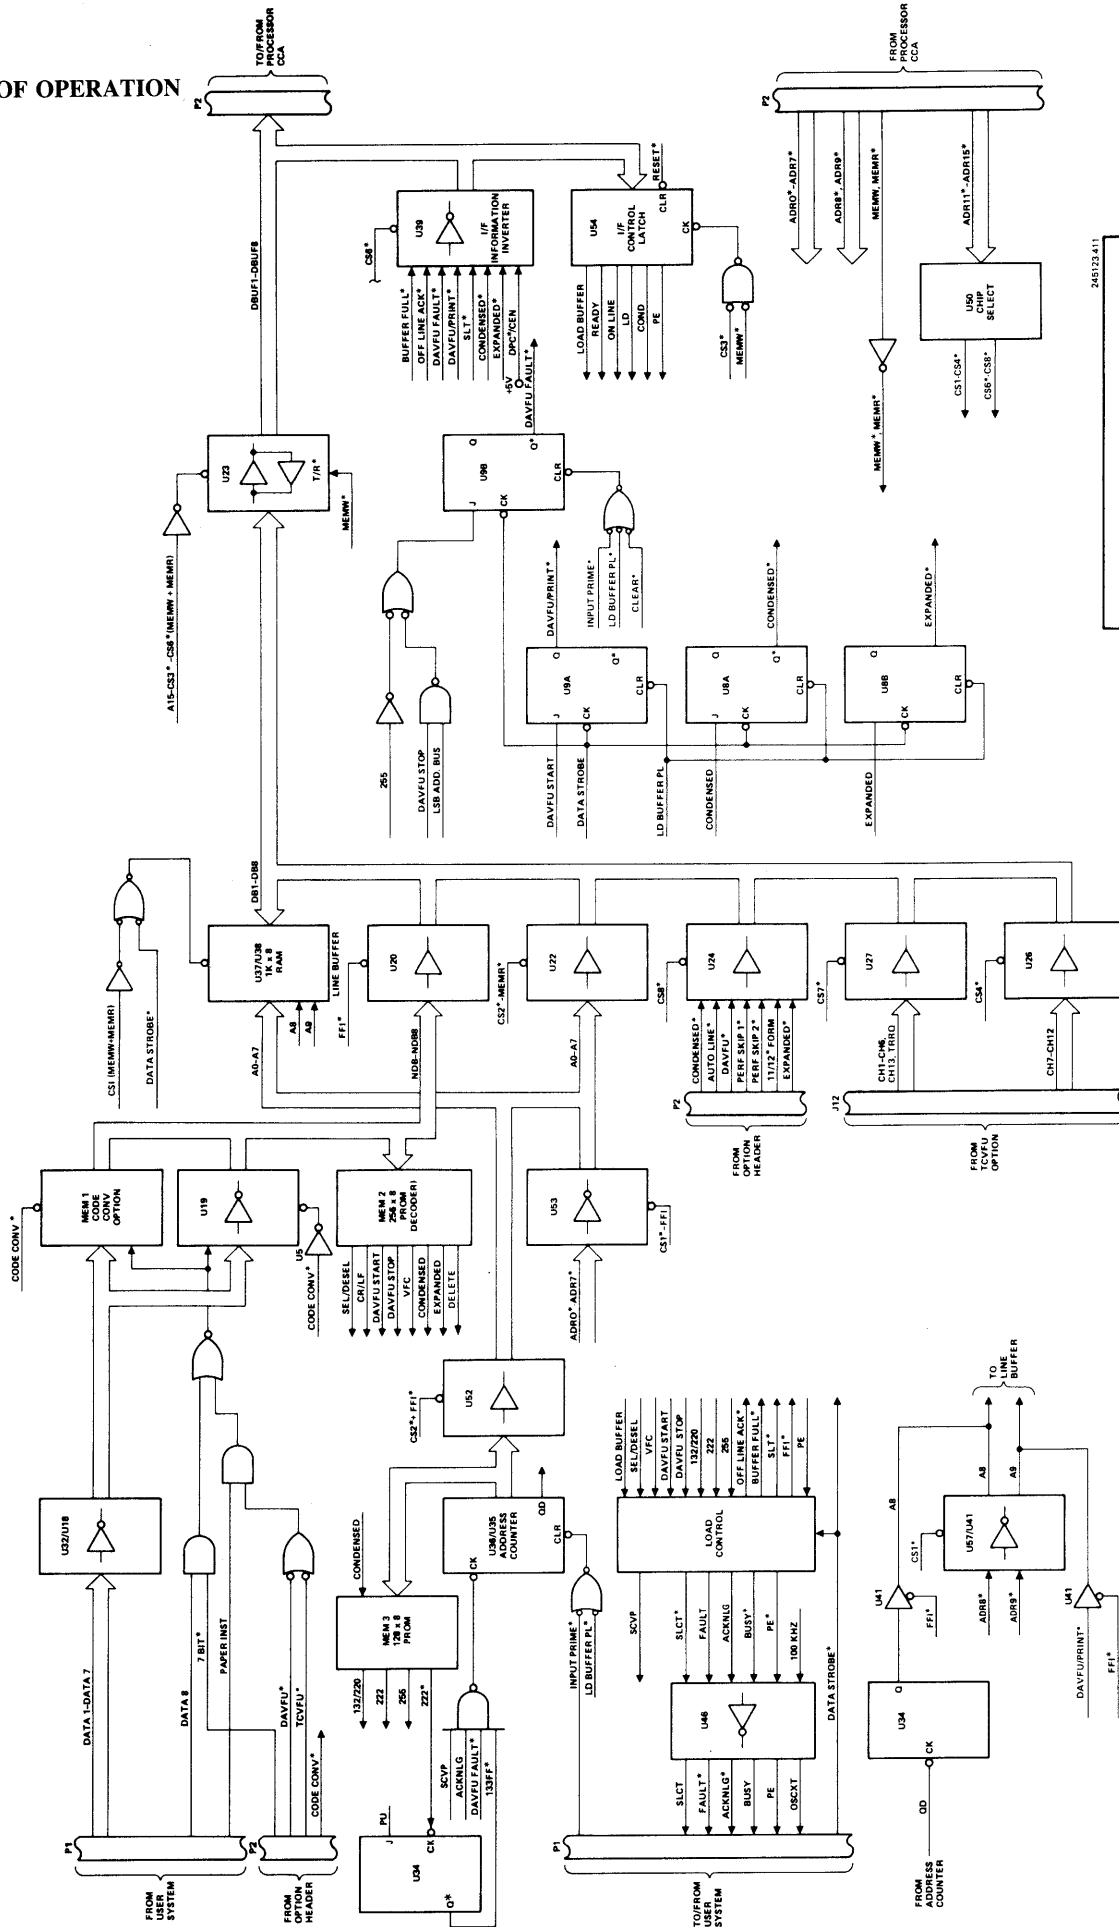 OF OPERATION
P2
TO/FROM
PROCESSOR
CCA
DBUF1-DBUF8
CS6*
U39
I/F
INFORMATION
INVERTER
BUFFER FULL*
OFF LINE ACK*
DAVFU FAULT*
DAVFU/PRINT*
SLT*
CONDENSED*
EXPANDED*
DPC*/CEN
+5V
U54
I/F
CONTROL
LATCH
CLR
RESET*
CK
LOAD BUFFER
READY
ON LINE
LD
COND
PE
CS3*
MEMW*
P2
FROM
PROCESSOR
CCA
ADR0*-ADR7*
ADR8*, ADR9*
MEMW, MEMR*
ADR11*-ADR15*
MEMW*, MEMR*
U50
CHIP
SELECT
CS1-CS4*
CS6*-CS8*
245123 411
A15-CS3*-CS6*(MEMW + MEMR)
U23
T/R*
MEMW*
U9B
J
CK
Q
Q*
CLR
DAVFU FAULT*
255
DAVFU STOP
LSB ADD. BUS
INPUT PRIME*
LD BUFFER PL*
CLEAR*
U9A
J
CK
Q
Q*
CLR
DAVFU/PRINT*
DAVFU START
DATA STROBE
LD BUFFER PL
U8A
J
CK
Q
Q*
CLR
CONDENSED*
CONDENSED
U8B
CK
Q
CLR
EXPANDED*
EXPANDED
DB1-DB8
CSI (MEMW+MEMR)
DATA STROBE*
U37/U38
1K x 8
RAM
LINE BUFFER
A0-A7
A8
A9
FFI*
U20
NDB-NDB8
CS2*-MEMR*
U22
A0-A7
CS8*
U24
CONDENSED*
AUTO LINE*
DAVFU*
PERF SKIP 1*
PERF SKIP 2*
11/12" FORM
EXPANDED*
P2
FROM
OPTION
HEADER
CS7*
U27
CH1-CH6,
CH13, TRRQ
CS4*
U26
CH7-CH12
J12
FROM
TCVFU
OPTION
CODE CONV*
MEM 1
CODE
CONV
OPTION
U19
U5
CODE CONV*
MEM 2
256 x 8
PROM
DECODER)
SEL/DESEL
CR/LF
DAVFU START
DAVFU STOP
VFC
CONDENSED
EXPANDED
DELETE
U53
ADR0*-ADR7*
CS1*-FFI
U32/U18
DATA 1-DATA 7
DATA 8
7 BIT*
PAPER INST
DAVFU*
TCVFU*
CODE CONV*
P1
FROM
USER
SYSTEM
P2
FROM
OPTION
HEADER
CS2*+ FFI*
U52
CONDENSED
MEM 3
128 x 8
PROM
132/220
222
255
222*
U36/U35
ADDRESS
COUNTER
CK
QD
CLR
SCVP
ACKNLG
DAVFU FAULT*
133FF*
PU
J
U34
CK
Q*
INPUT PRIME*
LD BUFFER PL*
LOAD BUFFER
SEL/DESEL
VFC
DAVFU START
DAVFU STOP
132/220
222
255
OFF LINE ACK*
BUFFER FULL*
SLT*
FFI*
PE
LOAD
CONTROL
SCVP
SLCT*
FAULT
ACKNLG
BUSY*
PE*
100 KHZ
DATA STROBE*
U46
SLCT
FAULT*
ACKNLG*
BUSY
PE
OSCXT
P1
TO/FROM
USER
SYSTEM
TO
LINE
BUFFER
A8
A8
A9
U41
FFI*
CS1*
U57/U41
ADR8*
ADR9*
U41
DAVFU/PRINT*
FFI*
Q
U34
CK
QD
FROM
ADDRESS
COUNTER